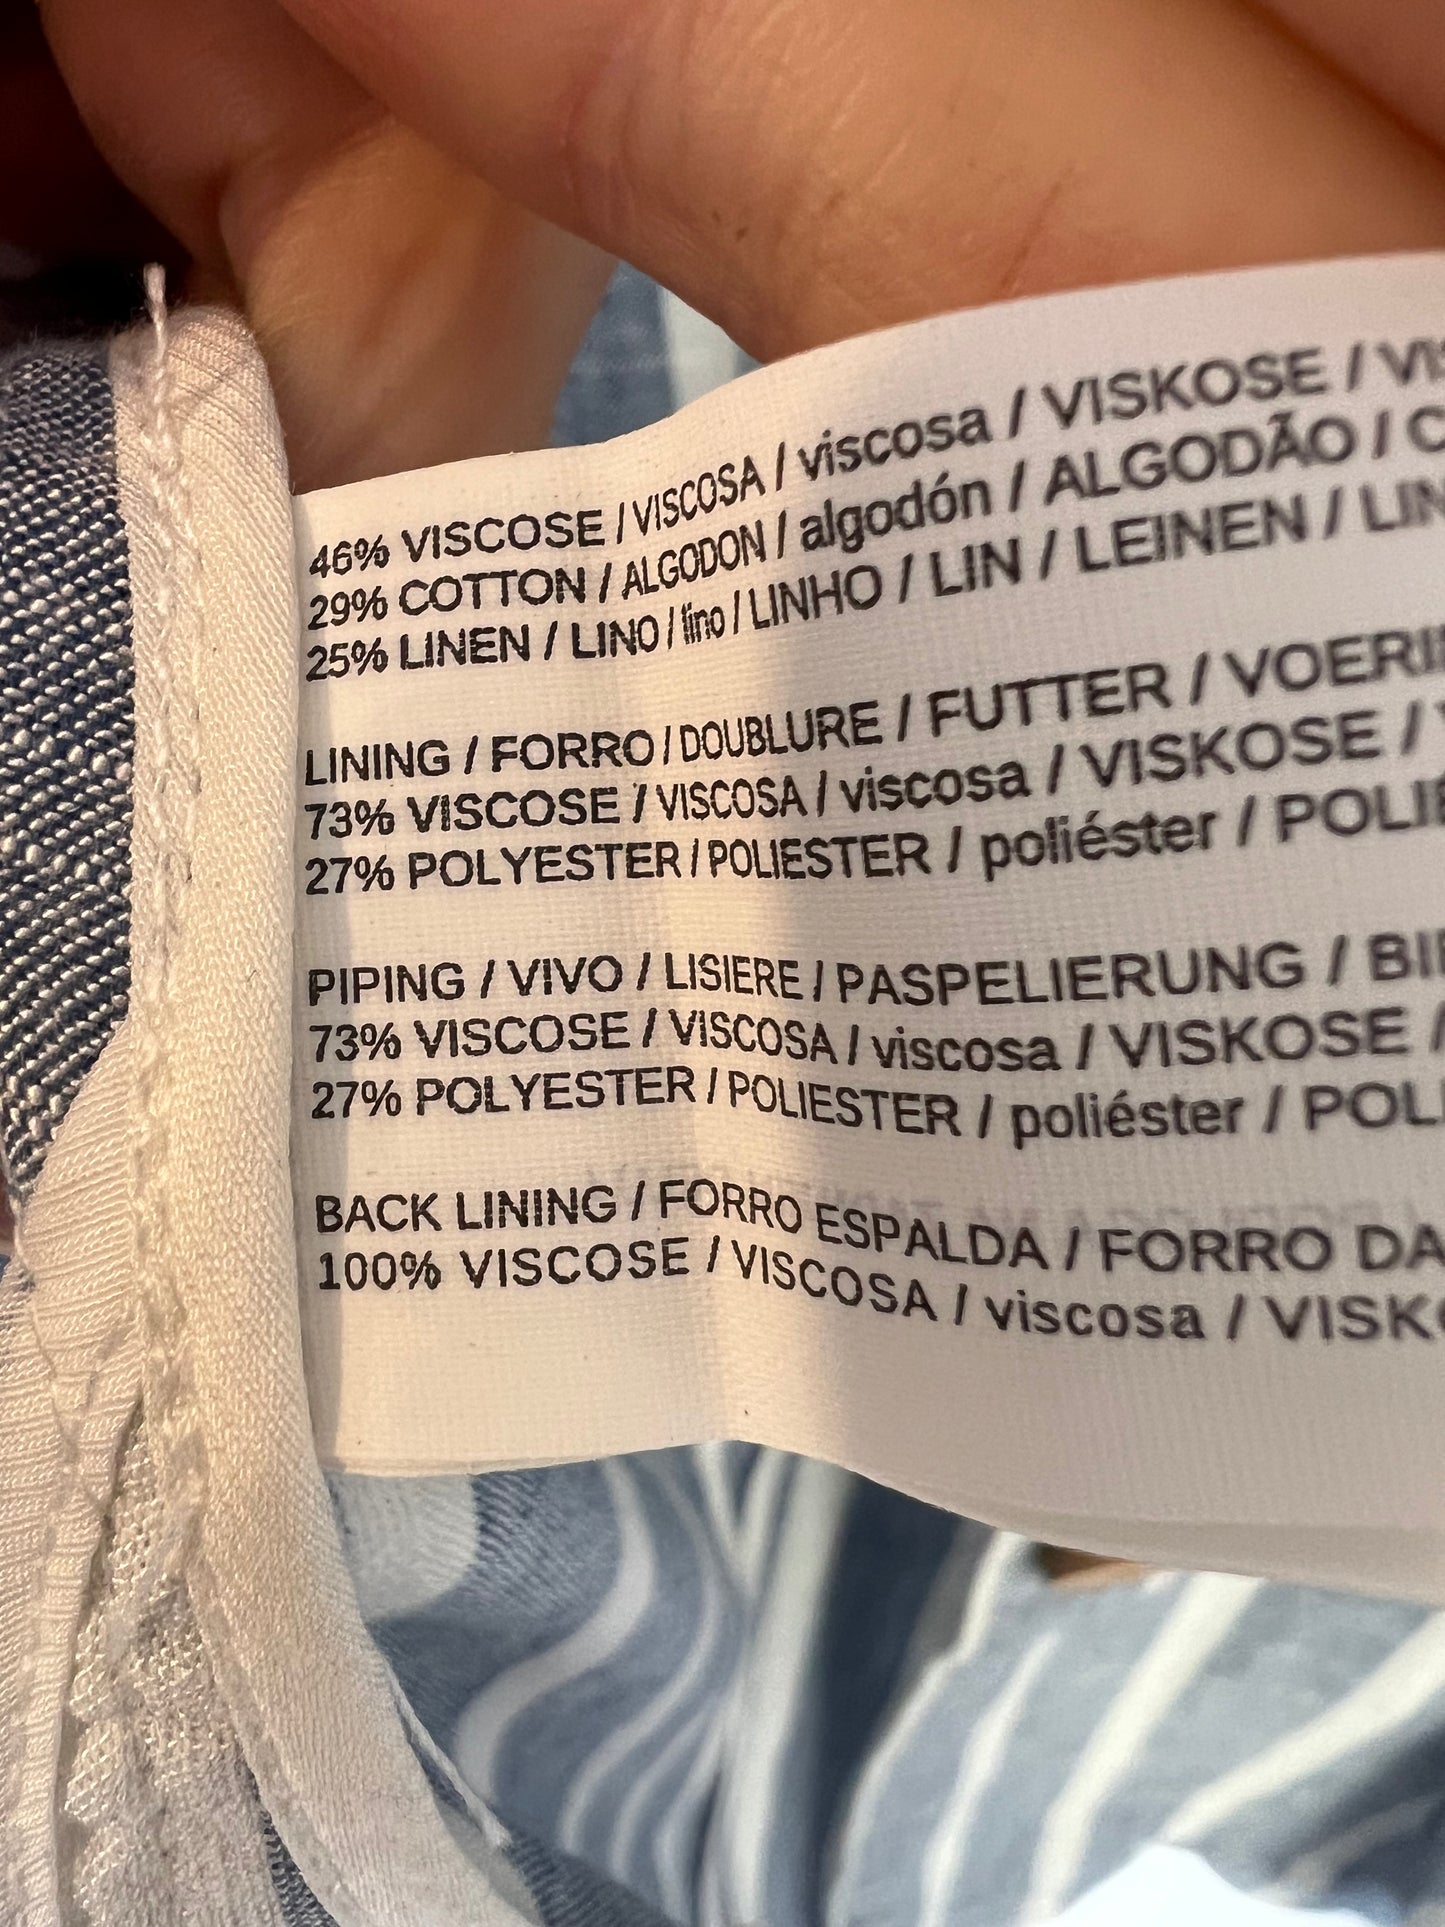 46% VISCOSE / VISCOSA / viscosa / VISKOSE /
29% COTTON / ALGODON / algodón / ALGODÃO /
25% LINEN / LINO / lino / LINHO / LIN / LEINEN /
LINING / FORRO / DOUBLURE / FUTTER /
73% VISCOSE / VISCOSA / viscosa / VISKOSE /
27% POLYESTER / POLIESTER / poliéster /
PIPING / VIVO / LISIERE / PASPELIERUNG /
73% VISCOSE / VISCOSA / viscosa / VISKOSE /
27% POLYESTER / POLIESTER / poliéster /
BACK LINING / FORRO ESPALDA / FORRO DA
100% VISCOSE / VISCOSA / viscosa /